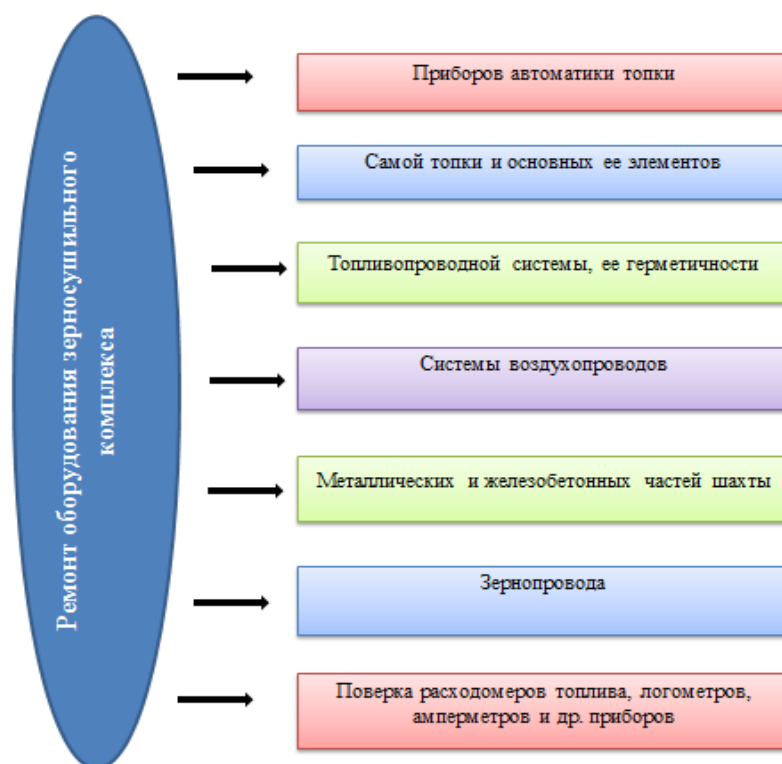 Ремонт оборудования зерносушильного
комплекса
Приборов автоматики топки
Самой топки и основных ее элементов
Топливопроводной системы, ее герметичности
Системы воздухопроводов
Металлических и железобетонных частей шахты
Зернопровода
Поверка расходомеров топлива, логометров,
амперметров и др. приборов